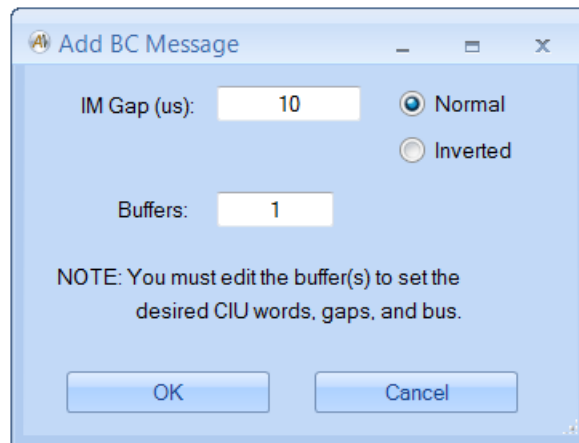 Add BC Message
IM Gap (us): 10 Normal
Inverted
Buffers: 1
NOTE: You must edit the buffer(s) to set the
desired CIU words, gaps, and bus.
OK Cancel